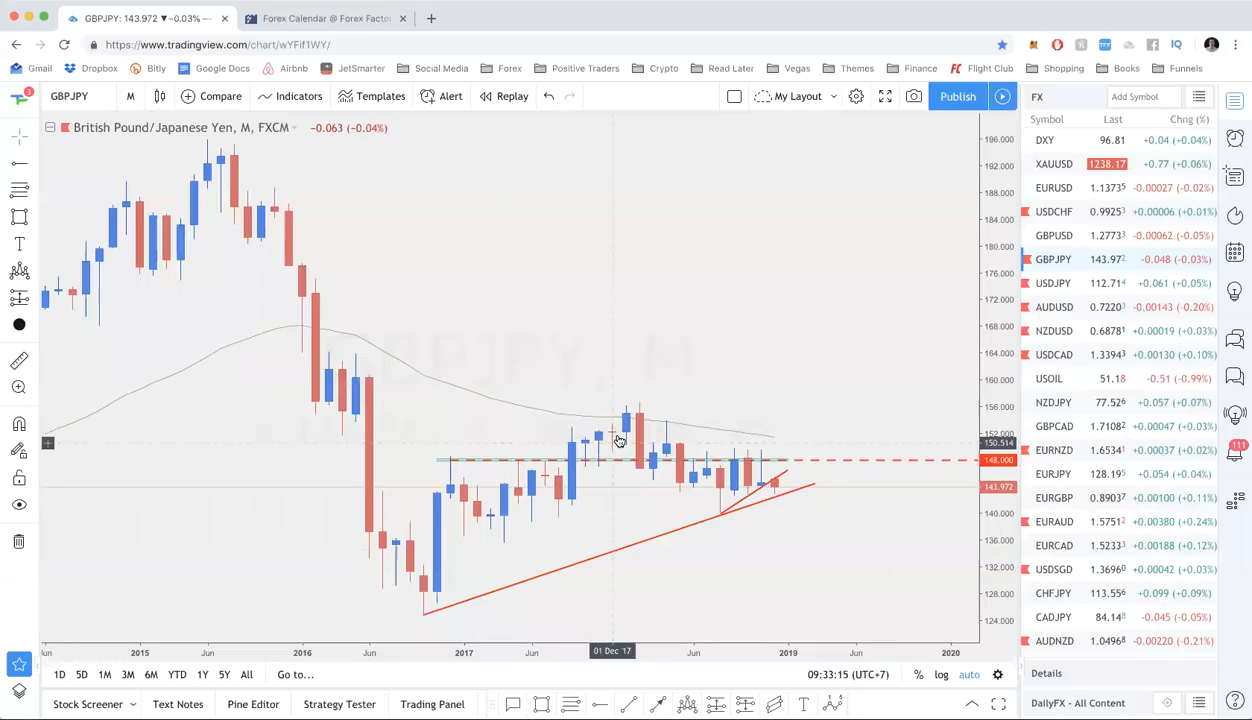 GBPJPY: 143.972 ▼−0.03% —
Forex Calendar @ Forex Facto
https://www.tradingview.com/chart/wYFif1WY/
Gmail Dropbox Bitly Google Docs Airbnb JetSmarter Social Media Forex Positive Traders Crypto Read Later Vegas Themes Finance Flight Club Shopping Books Funnels
GBPJPY M Compare Indicators Templates Alert Replay My Layout Publish
British Pound/Japanese Yen, M, FXCM −0.063 (−0.04%)
196.000
192.000
188.000
184.000
180.000
176.000
172.000
168.000
164.000
160.000
156.000
152.000
150.514
148.000
143.972
140.000
136.000
132.000
128.000
124.000
GBPJPY, M
un 2015 Jun 2016 Jun 2017 Jun 01 Dec '17 Jun 2019 Jun 2020
1D 5D 1M 3M 6M YTD 1Y 5Y All Go to... 09:33:15 (UTC+7) % log auto
Stock Screener Text Notes Pine Editor Strategy Tester Trading Panel
FX Add Symbol
Symbol Last Chng (%)
DXY 96.81 +0.04 (+0.04%)
XAUUSD 1238.17 +0.77 (+0.06%)
EURUSD 1.13735 -0.00027 (-0.02%)
USDCHF 0.99253 +0.00006 (+0.01%)
GBPUSD 1.27733 -0.00062 (-0.05%)
GBPJPY 143.972 -0.048 (-0.03%)
USDJPY 112.714 +0.061 (+0.05%)
AUDUSD 0.72203 -0.00143 (-0.20%)
NZDUSD 0.68781 +0.00019 (+0.03%)
USDCAD 1.33943 +0.00130 (+0.10%)
USOIL 51.18 -0.51 (-0.99%)
NZDJPY 77.526 +0.057 (+0.07%)
GBPCAD 1.71082 +0.00047 (+0.03%)
EURNZD 1.65341 +0.00031 (+0.02%)
EURJPY 128.195 +0.054 (+0.04%)
EURGBP 0.89037 +0.00100 (+0.11%)
EURAUD 1.57512 +0.00380 (+0.24%)
EURCAD 1.52333 +0.00188 (+0.12%)
USDSGD 1.36960 +0.00042 (+0.03%)
CHFJPY 113.556 +0.099 (+0.09%)
CADJPY 84.148 -0.045 (-0.05%)
AUDNZD 1.04968 -0.00220 (-0.21%)
Details
DailyFX - All Content
1
111